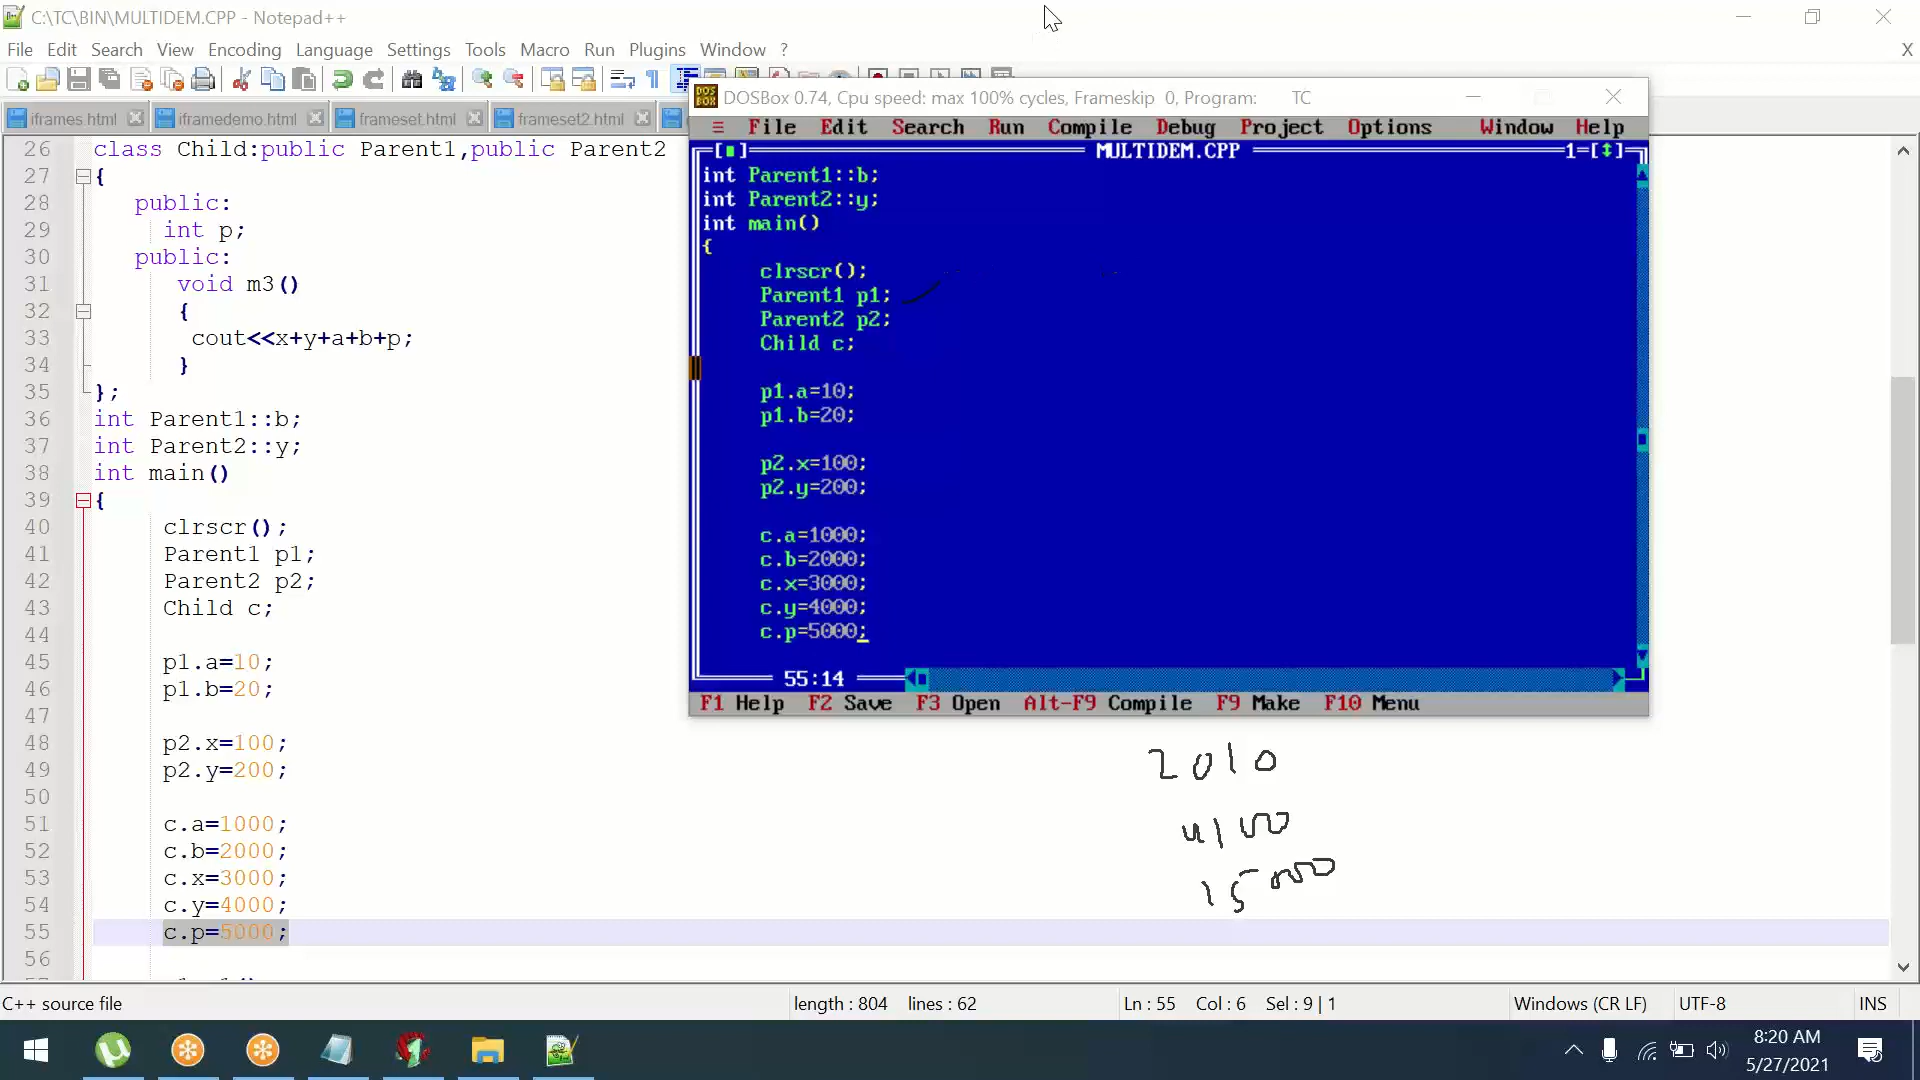 C:\TC\BIN\MULTIDEM.CPP - Notepad++
File Edit Search View Encoding Language Settings Tools Macro Run Plugins Window ?
X
iframes.html iframedemo.html frameset.html frameset2.html
26 class Child:public Parent1,public Parent2
27 {
28 public:
29 int p;
30 public:
31 void m3()
32 {
33 cout<<x+y+a+b+p;
34 }
35 };
36 int Parent1::b;
37 int Parent2::y;
38 int main()
39 {
40 clrscr();
41 Parent1 p1;
42 Parent2 p2;
43 Child c;
44
45 p1.a=10;
46 p1.b=20;
47
48 p2.x=100;
49 p2.y=200;
50
51 c.a=1000;
52 c.b=2000;
53 c.x=3000;
54 c.y=4000;
55 c.p=5000;
56
DOS BOX
DOSBox 0.74, Cpu speed: max 100% cycles, Frameskip 0, Program: TC
≡ File Edit Search Run Compile Debug Project Options Window Help
[■] MULTIDEM.CPP 1=[↕]
int Parent1::b;
int Parent2::y;
int main()
{
clrscr();
Parent1 p1;
Parent2 p2;
Child c;
p1.a=10;
p1.b=20;
p2.x=100;
p2.y=200;
c.a=1000;
c.b=2000;
c.x=3000;
c.y=4000;
c.p=5000;
55:14
F1 Help F2 Save F3 Open Alt-F9 Compile F9 Make F10 Menu
2010
4100
15000
C++ source file length : 804 lines : 62 Ln : 55 Col : 6 Sel : 9 | 1 Windows (CR LF) UTF-8 INS
8:20 AM
5/27/2021